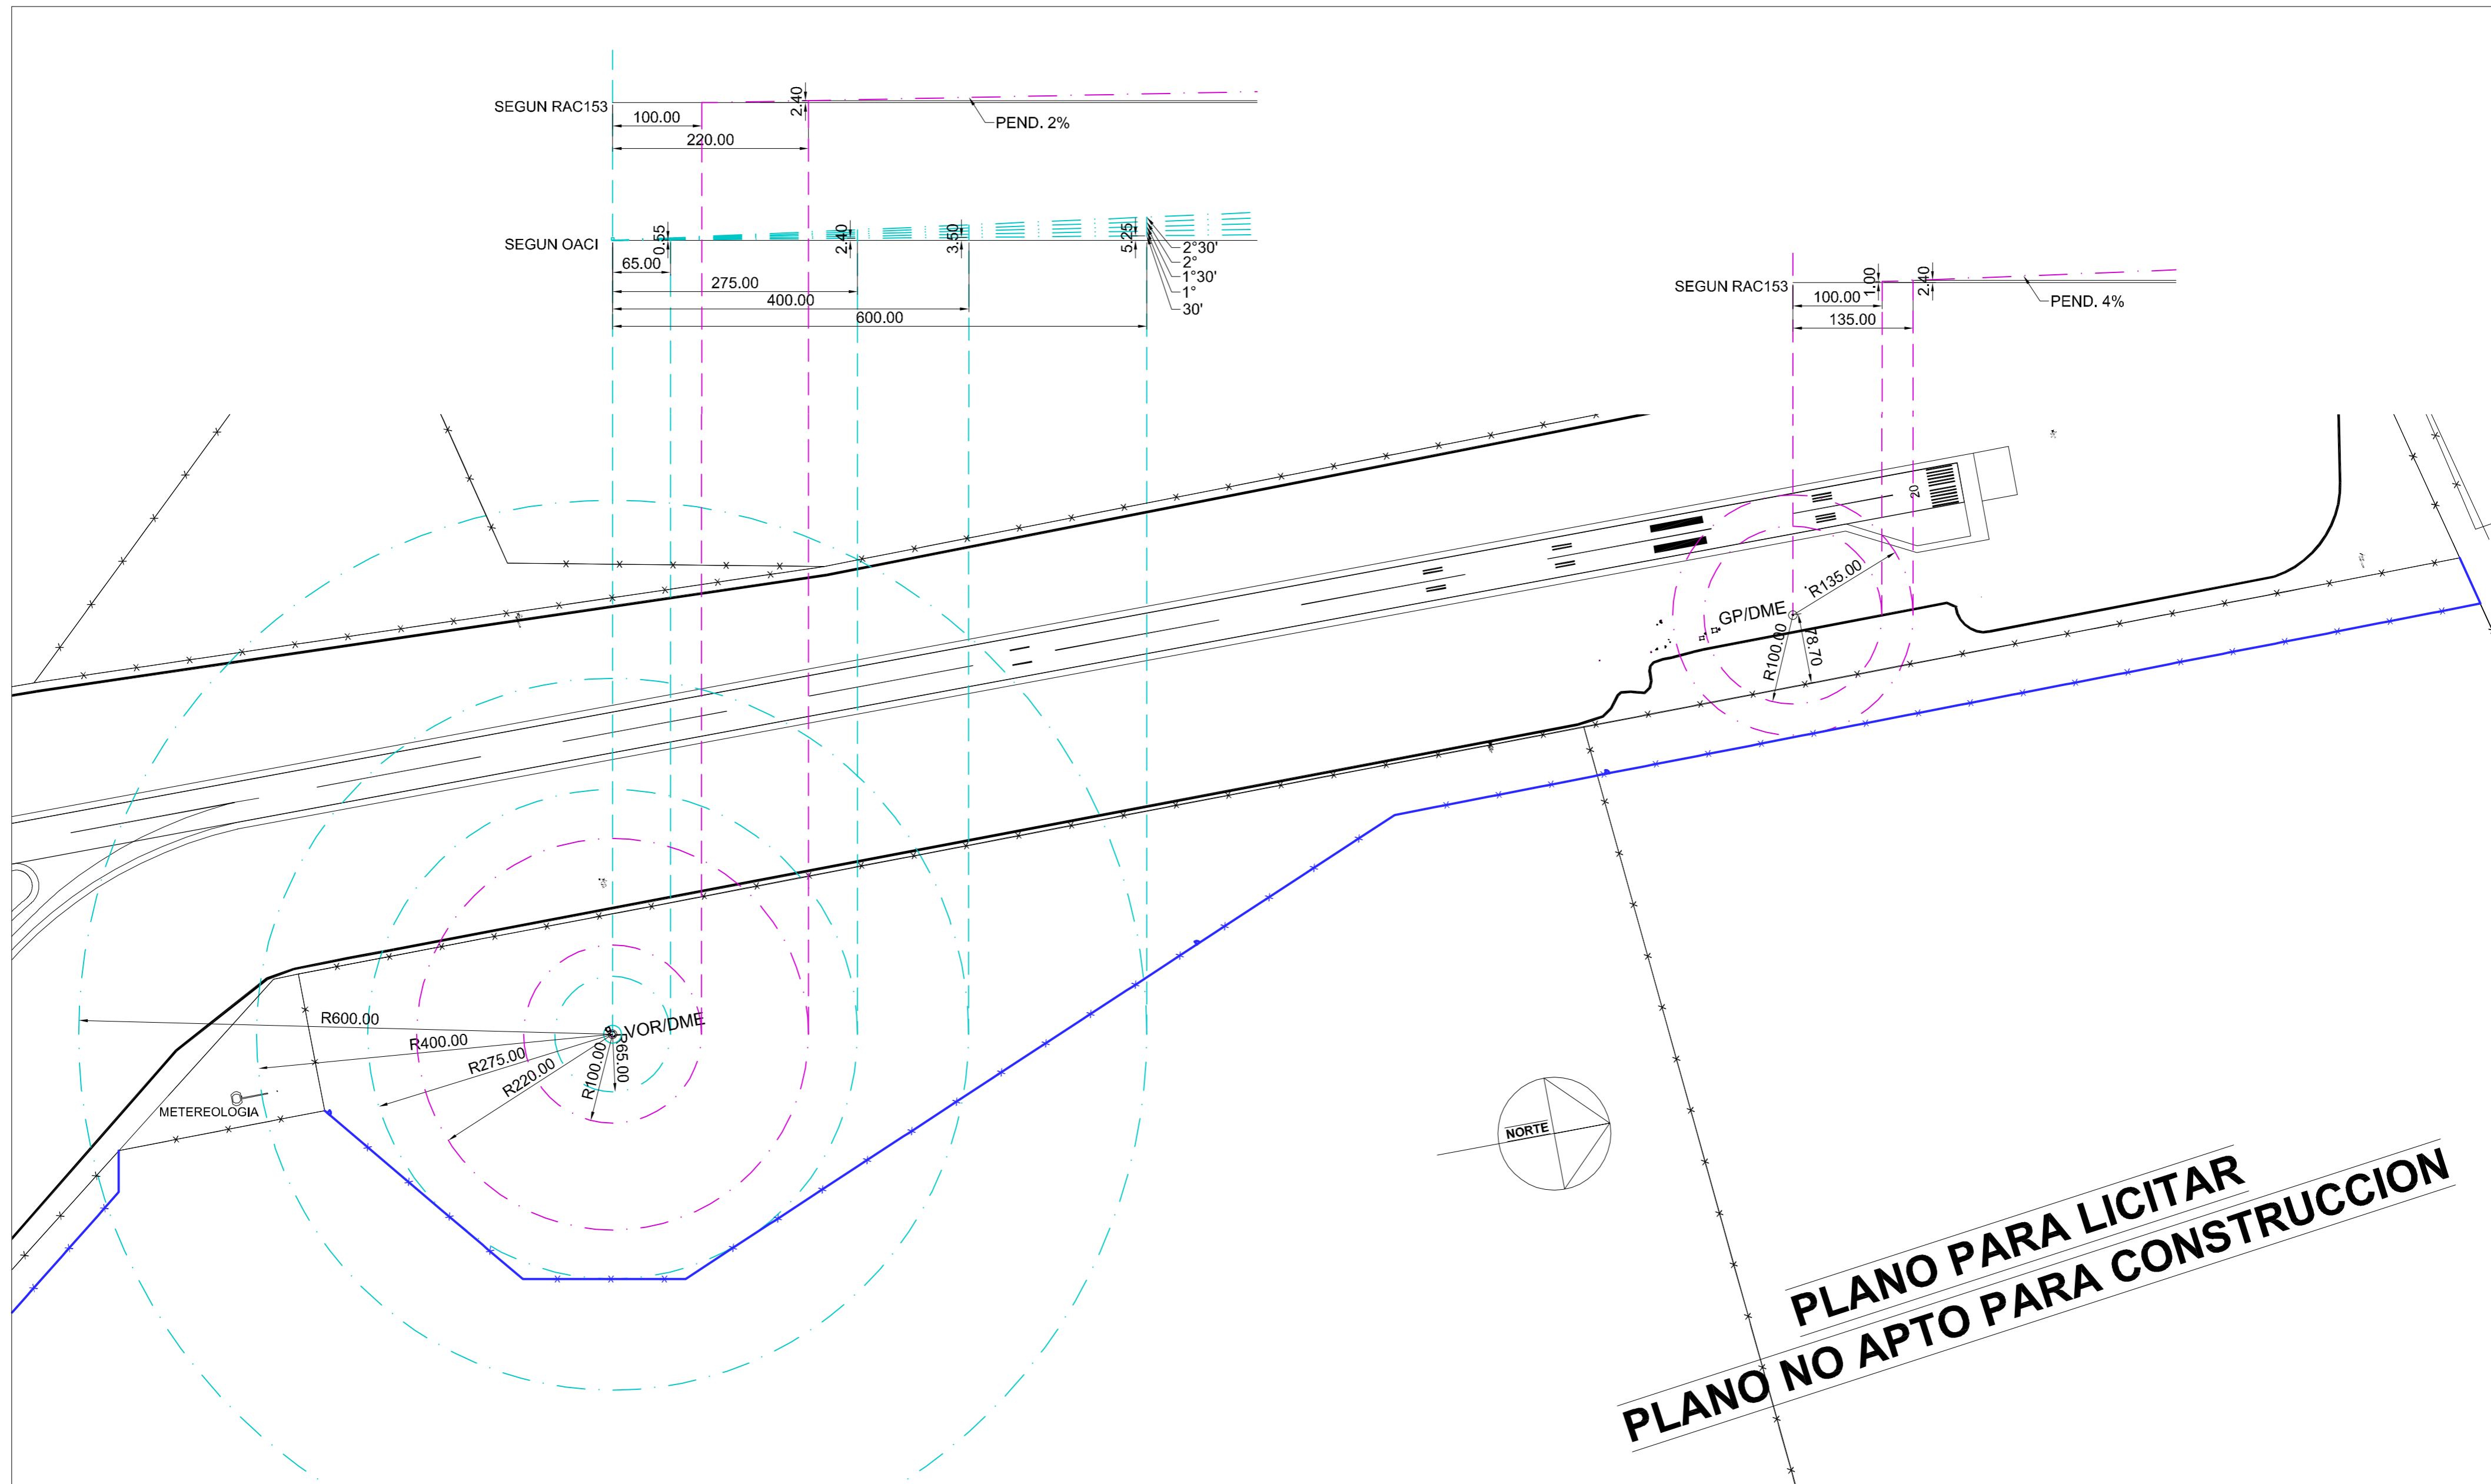 SEGUN RAC153
100.00
220.00
2.40
PEND. 2%
SEGUN OACI
0.55
2.40
3.50
5.25
65.00
275.00
400.00
600.00
2°30'
2°
1°30'
1°
30'
SEGUN RAC153
100.00
135.00
1.00
2.40
PEND. 4%
20
R135.00
GP/DME
R100.00
78.70
R600.00
VOR/DME
R400.00
R275.00
R220.00
R100.00
R65.00
METEREOLOGIA
NORTE
PLANO PARA LICITAR
PLANO NO APTO PARA CONSTRUCCION